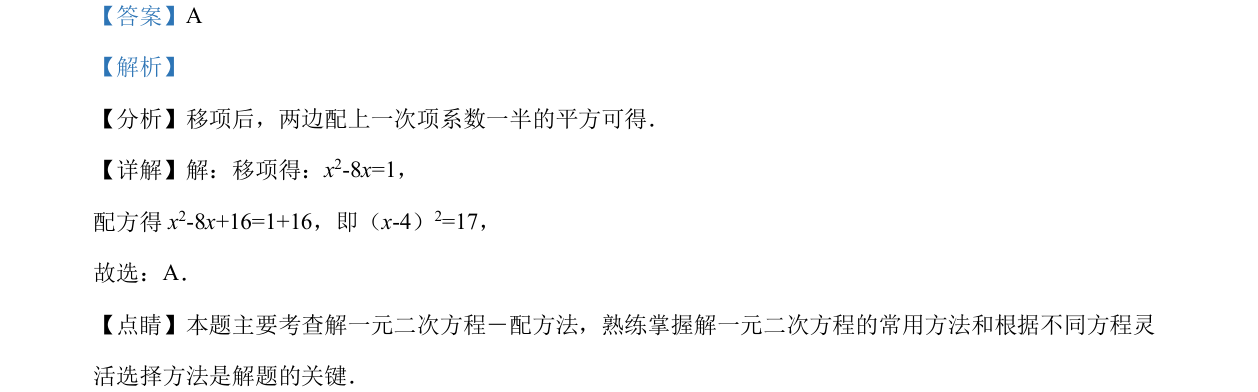 【答案】A
【解析】
【分析】移项后，两边配上一次项系数一半的平方可得．
【详解】解：移项得：x²-8x=1，
配方得 x²-8x+16=1+16，即（x-4）²=17，
故选：A．
【点睛】本题主要考查解一元二次方程－配方法，熟练掌握解一元二次方程的常用方法和根据不同方程灵
活选择方法是解题的关键．